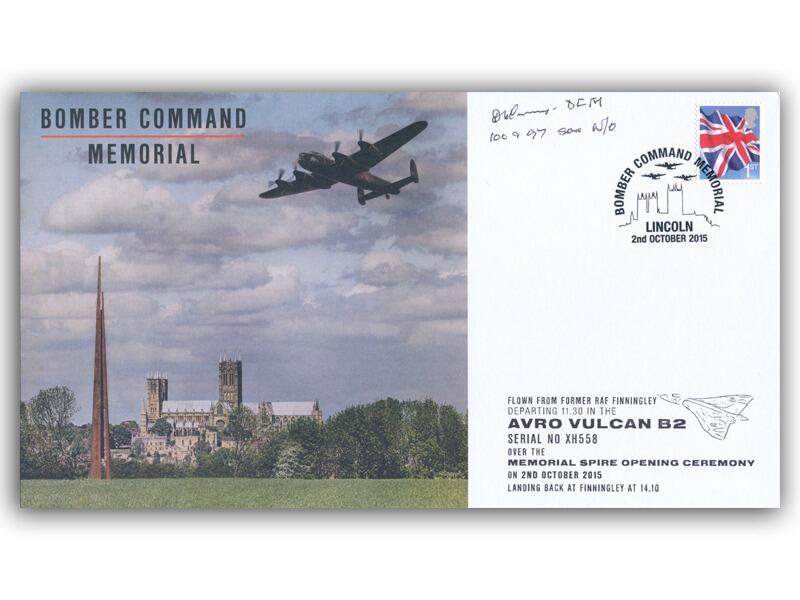 BOMBER COMMAND
MEMORIAL
DFM
100 & 97 W/O
1ST
BOMBER COMMAND MEMORIAL
LINCOLN
2nd OCTOBER 2015
FLOWN FROM FORMER RAF FINNINGLEY
DEPARTING 11.30 IN THE
AVRO VULCAN B2
SERIAL NO XH558
OVER THE
MEMORIAL SPIRE OPENING CEREMONY
ON 2ND OCTOBER 2015
LANDING BACK AT FINNINGLEY AT 14.10